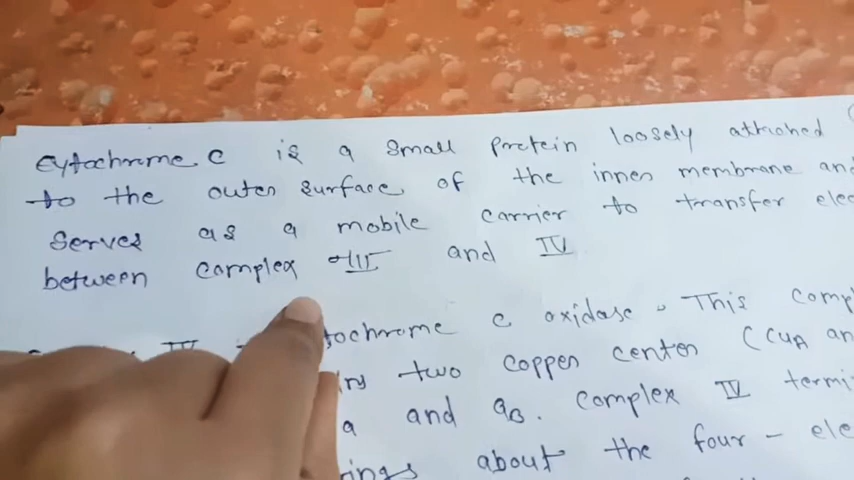 Cytochrome C is a small protein loosely attached (
to the outer surface of the inner membrane and
Serves as a mobile carrier to transfer elec
between complex III and IV
IV tochrome c oxidase. This comp
two copper center (CuA an
a and a3. Complex IV termi
rings about the four - ele